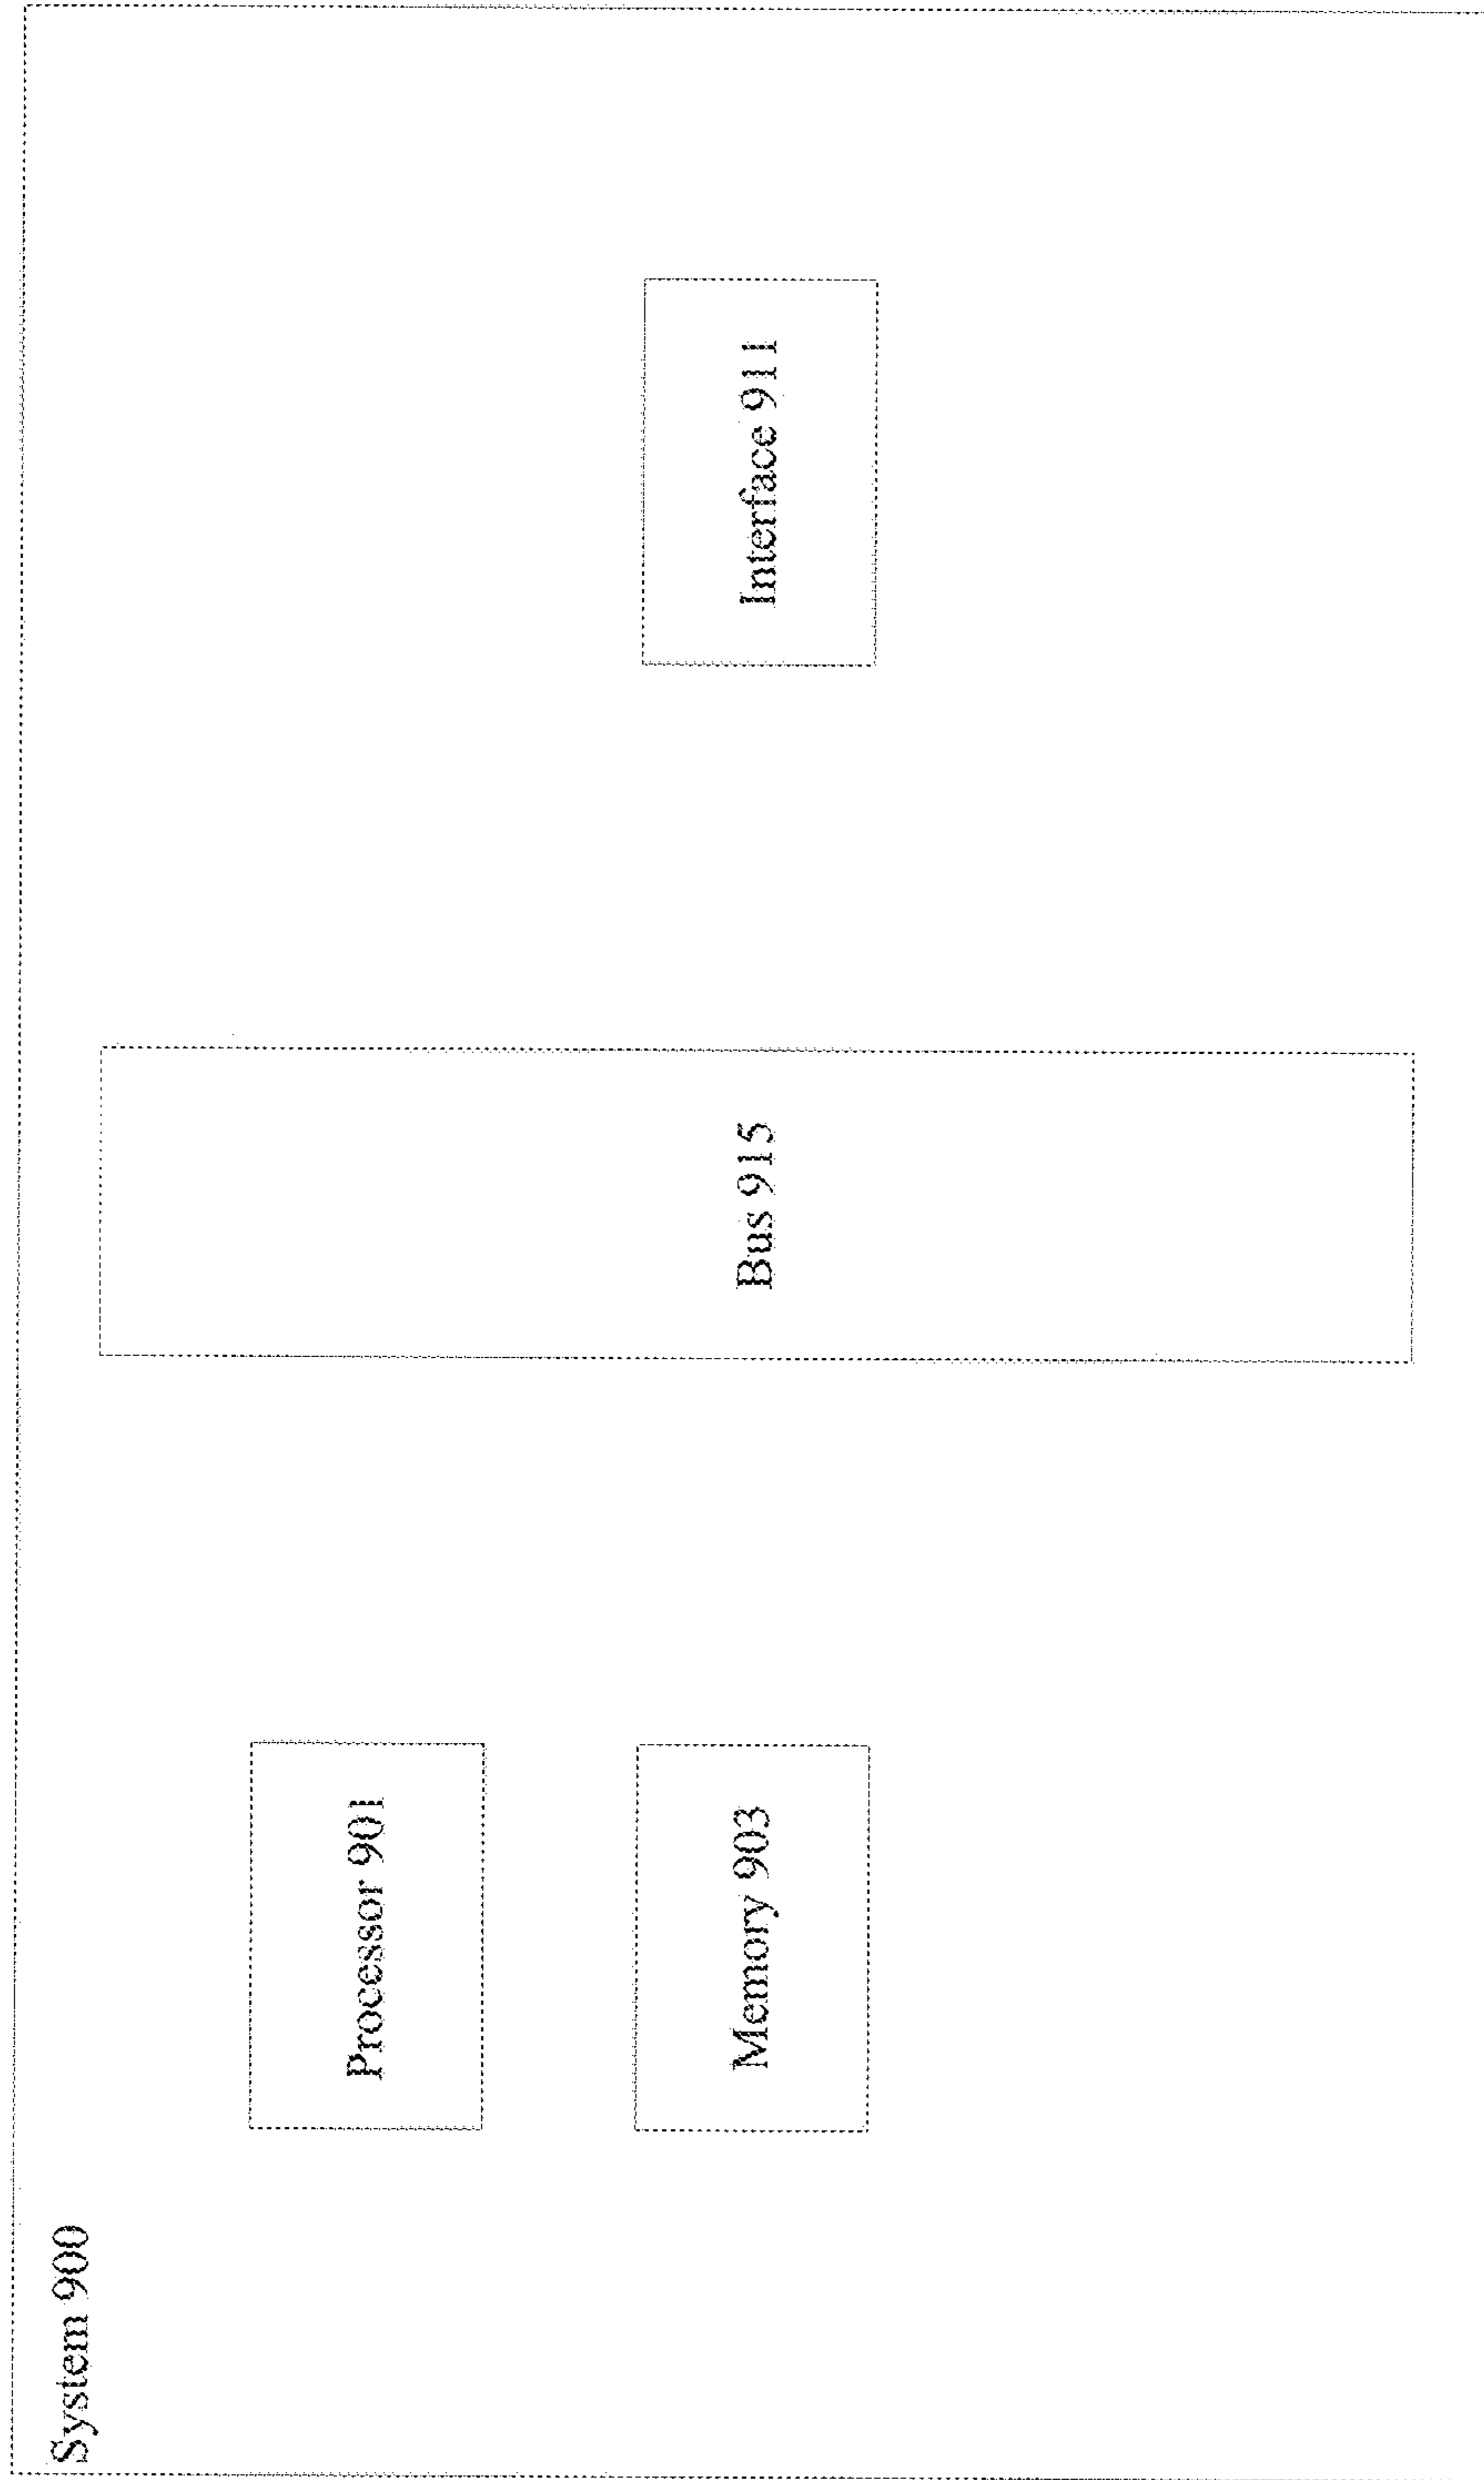 System 900
Processor 901
Memory 903
Bus 915
Interface 911